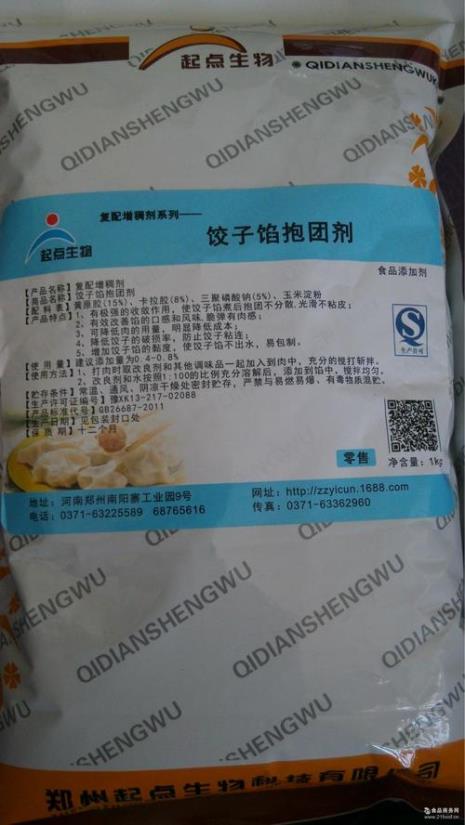 起点生物
QIDIANSHENGWU
QIDIANSHENGWU
QIDIANSHENGWU
复配增稠剂系列——
起点生物
饺子馅抱团剂
食品添加剂
【产品名称】复配增稠剂
【商品名称】饺子馅抱团剂
【配料表】黄原胶(15%)、卡拉胶(8%)、三聚磷酸钠(5%)、玉米淀粉
【产品特点】1、有极强的收敛作用，使饺子馅煮后抱团不分散,光滑不粘皮；
2、有效改善馅的口感和风味,脆弹有肉感；
3、可降低肉的用量，明显降低成本；
4、降低饺子的破损率，防止饺子粘连；
5、增加饺子馅的黏度，使饺子馅不出水，易包制。
【使用量】建议添加量为0.4~0.8%
【使用方法】1、打肉时取改良剂和其他调味品一起加入到肉中，充分的搅打斩拌。
2、改良剂和水按照1:100的比例充分溶解后，添加到馅中，搅拌均匀。
【贮存条件】常温、通风、阴凉干燥处密封贮存，严禁与易燃易爆、有毒物质混贮。
【生产许可证编号】豫XK13-217-02088
【产品标准代号】GB26687-2011
【生产日期】见包装封口处
【保质期】十二个月
生产许可
零售
净含量：1kg
地址：河南郑州南阳寨工业园9号
网址：http://zzyicun.1688.com
电话：0371-63225589 68765616
传真：0371-63362960
QIDIANSHENGWU
QIDIANSHENGWU
QIDIANSHENGWU
郑州起点生物科技有限公司
食品商务网
www.21food.cn